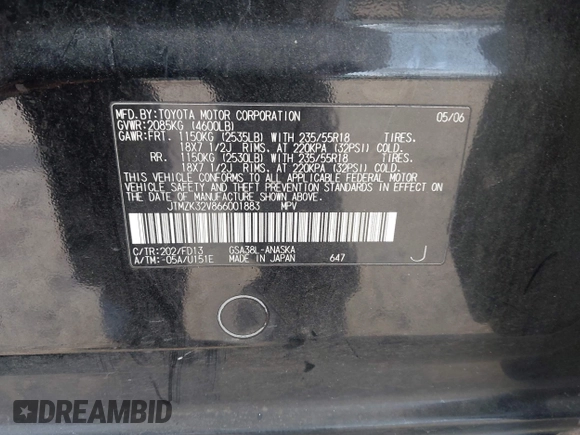 MFD.BY:TOYOTA MOTOR CORPORATION 05/06
GVWR:2085KG (4600LB)
GAWR:FRT. 1150KG (2535LB) WITH 235/55R18 TIRES.
18X7 1/2J RIMS. AT 220KPA (32PSI) COLD.
RR. 1150KG (2530LB) WITH 235/55R18 TIRES.
18X7 1/2J RIMS. AT 220KPA (32PSI) COLD.
THIS VEHICLE CONFORMS TO ALL APPLICABLE FEDERAL MOTOR
VEHICLE SAFETY, AND THEFT PREVENTION STANDARDS IN EFFECT ON
THE DATE OF MANUFACTURE SHOWN ABOVE.
JTMZK32V866001883 MPV
C/TR:202/FD13 GSA38L-ANASKA
A/TM:-05A/U151E MADE IN JAPAN 647 J
DREAMBID